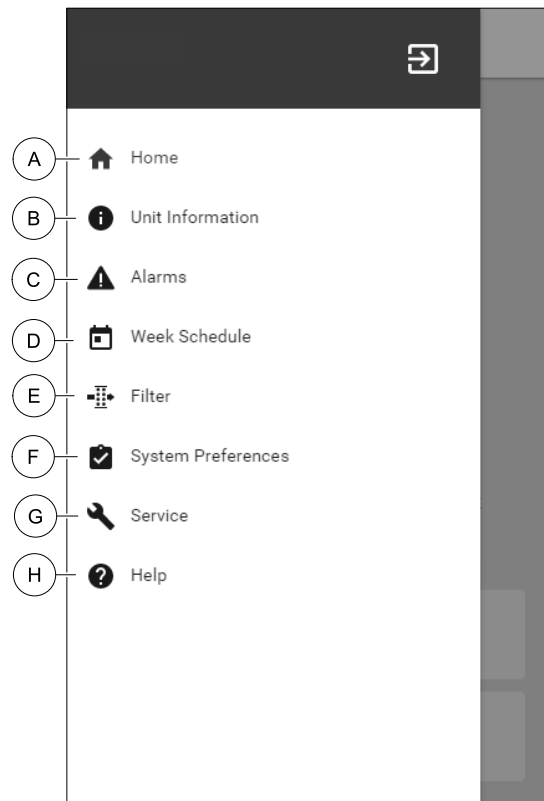 A Home
B Unit Information
C Alarms
D Week Schedule
E Filter
F System Preferences
G Service
H Help